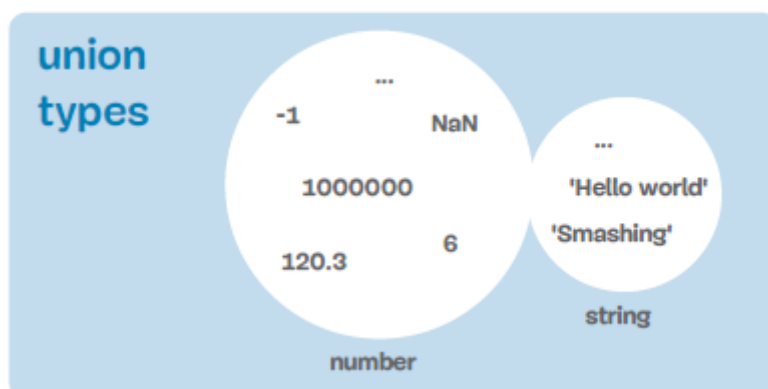 union
types
...
-1
NaN
1000000
120.3
6
number
...
'Hello world'
'Smashing'
string